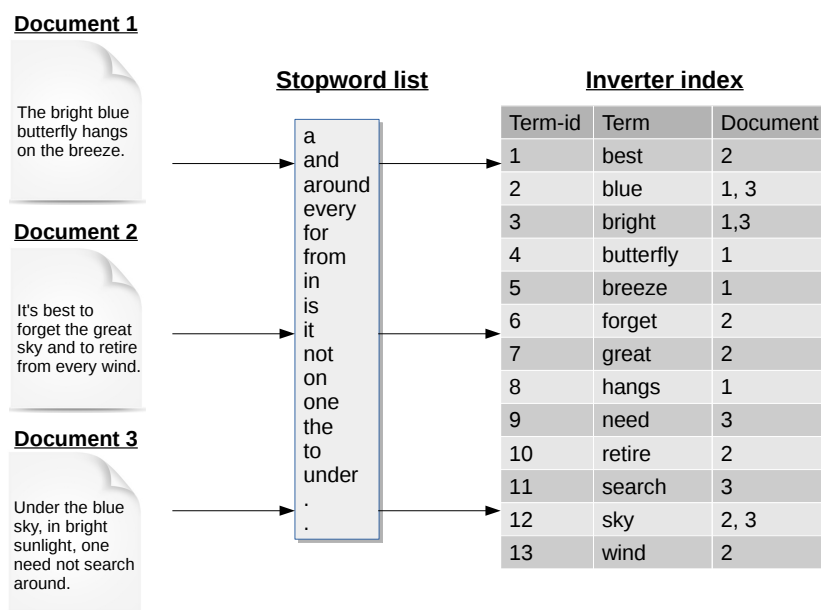 Document 1
The bright blue
butterfly hangs
on the breeze.
Document 2
It's best to
forget the great
sky and to retire
from every wind.
Document 3
Under the blue
sky, in bright
sunlight, one
need not search
around.
Stopword list
a
and
around
every
for
from
in
is
it
not
on
one
the
to
under
.
.
Inverter index
Term-id Term Document
1 best 2
2 blue 1, 3
3 bright 1,3
4 butterfly 1
5 breeze 1
6 forget 2
7 great 2
8 hangs 1
9 need 3
10 retire 2
11 search 3
12 sky 2, 3
13 wind 2